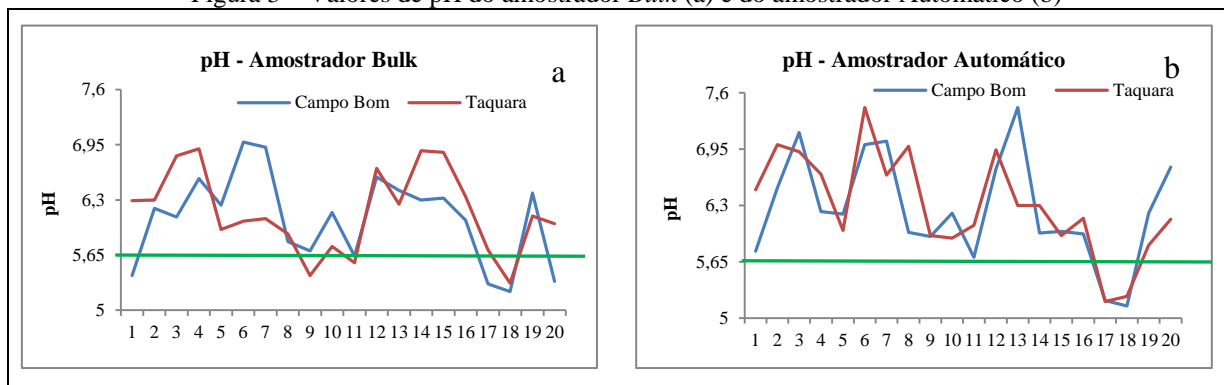 Figura 3 – Valores de pH do amostrador Bulk (a) e do amostrador Automático (b)
pH - Amostrador Bulk
a
7,6
Campo Bom
Taquara
6,95
6,3
5,65
5
pH
1 2 3 4 5 6 7 8 9 10 11 12 13 14 15 16 17 18 19 20
pH - Amostrador Automático
b
7,6
Campo Bom
Taquara
6,95
6,3
5,65
5
pH
1 2 3 4 5 6 7 8 9 10 11 12 13 14 15 16 17 18 19 20